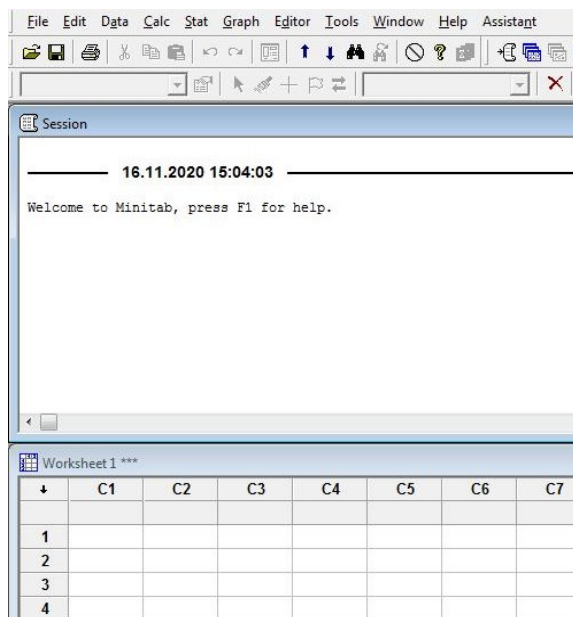 File Edit Data Calc Stat Graph Editor Tools Window Help Assistant
Session
16.11.2020 15:04:03
Welcome to Minitab, press F1 for help.
Worksheet 1 ***
C1 C2 C3 C4 C5 C6 C7
1
2
3
4